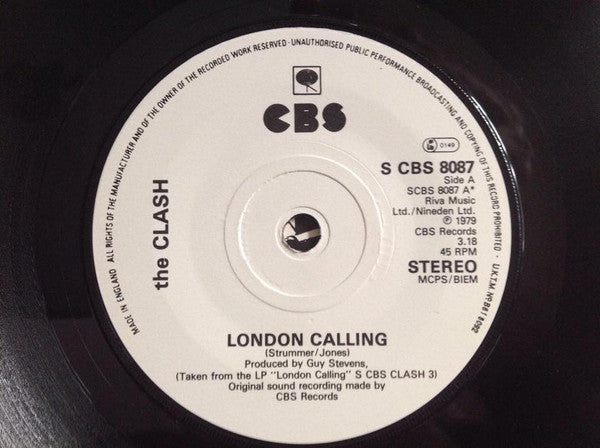 ALL RIGHTS OF THE MANUFACTURER AND OF THE OWNER OF THE RECORDED WORK RESERVED · UNAUTHORISED PUBLIC PERFORMANCE BROADCASTING AND COPYING OF THIS RECORD PROHIBITED · U.K.T.M. Nº B618092
MADE IN ENGLAND
CBS
0149
the CLASH
S CBS 8087
Side A
SCBS 8087 A*
Riva Music
Ltd./Nineden Ltd.
℗ 1979
CBS Records
3.18
45 RPM
STEREO
MCPS/BIEM
LONDON CALLING
(Strummer/Jones)
Produced by Guy Stevens,
(Taken from the LP "London Calling" S CBS CLASH 3)
Original sound recording made by
CBS Records